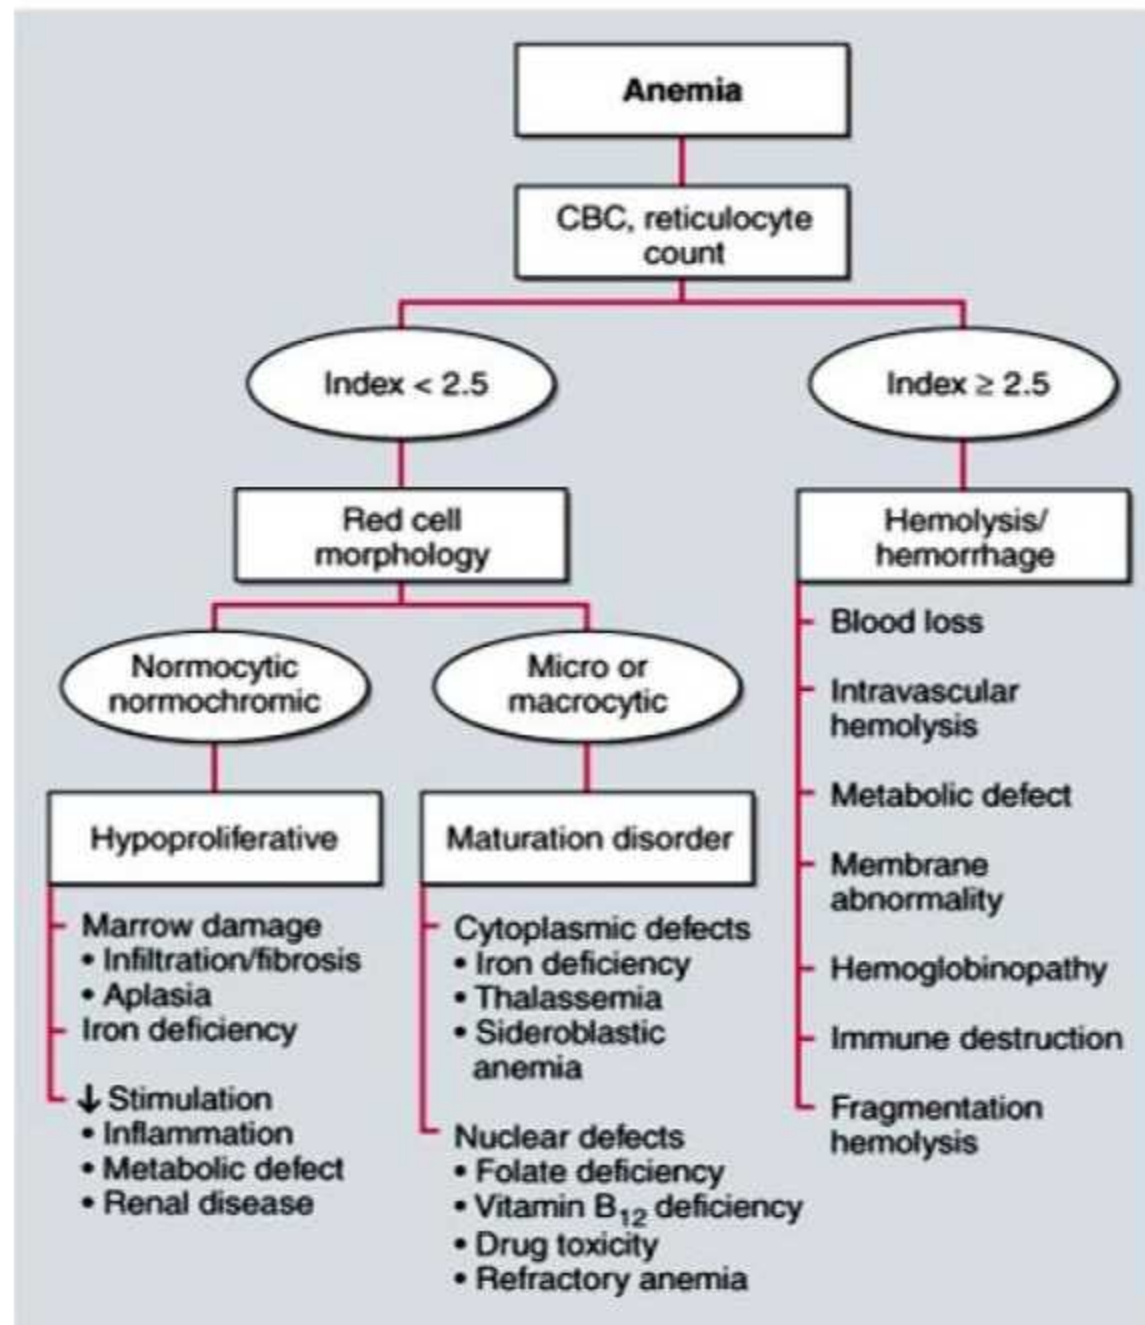 Anemia
CBC, reticulocyte
count
Index < 2.5
Index ≥ 2.5
Red cell
morphology
Hemolysis/
hemorrhage
Normocytic
normochromic
Micro or
macrocytic
Hypoproliferative
Marrow damage
• Infiltration/fibrosis
• Aplasia
Iron deficiency
↓ Stimulation
• Inflammation
• Metabolic defect
• Renal disease
Maturation disorder
Cytoplasmic defects
• Iron deficiency
• Thalassemia
• Sideroblastic
anemia
Nuclear defects
• Folate deficiency
• Vitamin B₁₂ deficiency
• Drug toxicity
• Refractory anemia
Blood loss
Intravascular
hemolysis
Metabolic defect
Membrane
abnormality
Hemoglobinopathy
Immune destruction
Fragmentation
hemolysis